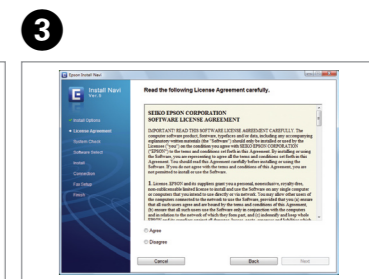 3
Epson Install Navi
E Install Navi
Ver. 5
Read the following License Agreement carefully.
Install Options
License Agreement
System Check
Software Select
Install
Connection
Fax Setup
Finish
SEIKO EPSON CORPORATION
SOFTWARE LICENSE AGREEMENT
IMPORTANT! READ THIS SOFTWARE LICENSE AGREEMENT CAREFULLY. The
computer software product, fontware, typefaces and/or data, including any accompanying
explanatory written materials (the "Software") should only be installed or used by the
Licensee ("you") on the condition you agree with SEIKO EPSON CORPORATION
("EPSON") to the terms and conditions set forth in this Agreement. By installing or using
the Software, you are representing to agree all the terms and conditions set forth in this
Agreement. You should read this Agreement carefully before installing or using the
Software. If you do not agree with the terms and conditions of this Agreement, you are
not permitted to install or use the Software.
1. License. EPSON and its suppliers grant you a personal, nonexclusive, royalty-free,
non-sublicensable limited license to install and use the Software on any single computer
or computers that you intend to use directly or via network. You may allow other users of
the computers connected to the network to use the Software, provided that you (a) ensure
that all such users agree and are bound by the terms and conditions of this Agreement,
(b) ensure that all such users use the Software only in conjunction with the computers
and in relation to the network of which they form part, and (c) indemnify and keep whole
Agree
Disagree
Cancel
Back
Next